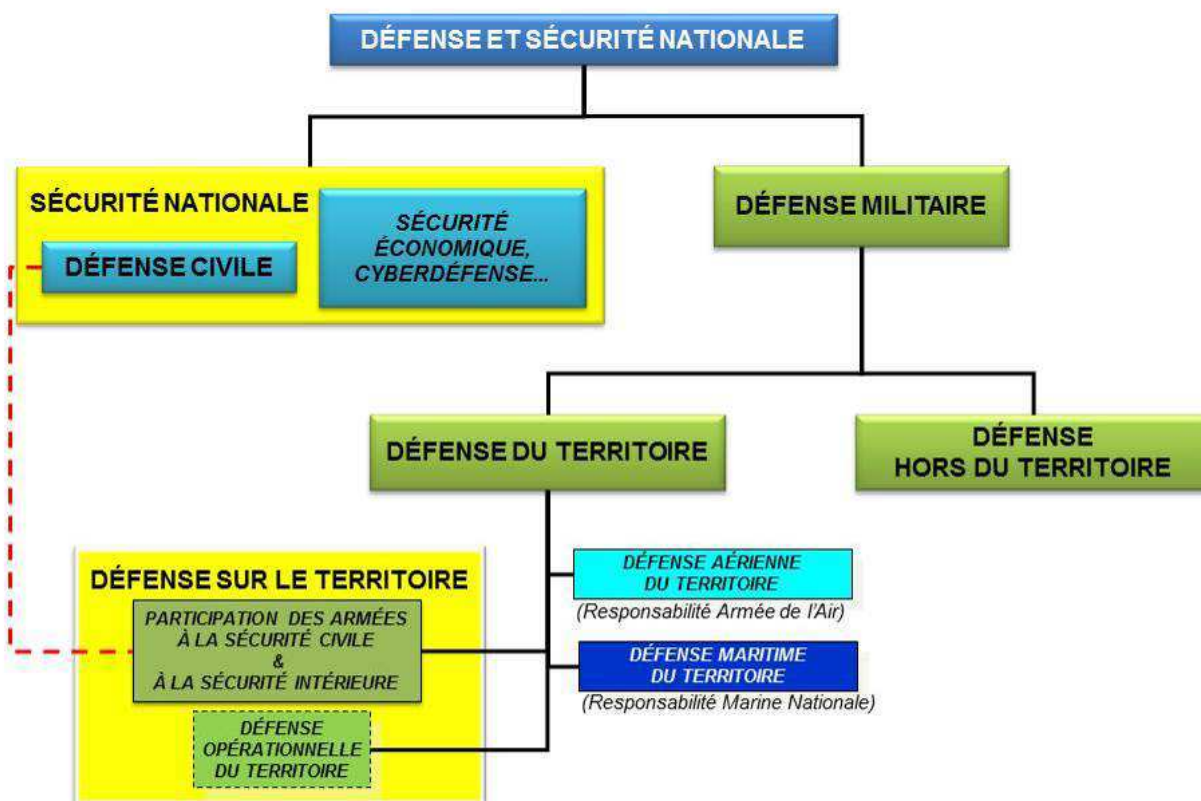 DÉFENSE ET SÉCURITÉ NATIONALE
SÉCURITÉ NATIONALE
DÉFENSE CIVILE
SÉCURITÉ
ÉCONOMIQUE,
CYBERDÉFENSE...
DÉFENSE MILITAIRE
DÉFENSE DU TERRITOIRE
DÉFENSE
HORS DU TERRITOIRE
DÉFENSE SUR LE TERRITOIRE
PARTICIPATION DES ARMÉES
À LA SÉCURITÉ CIVILE
&
À LA SÉCURITÉ INTÉRIEURE
DÉFENSE
OPÉRATIONNELLE
DU TERRITOIRE
DÉFENSE AÉRIENNE
DU TERRITOIRE
(Responsabilité Armée de l'Air)
DÉFENSE MARITIME
DU TERRITOIRE
(Responsabilité Marine Nationale)